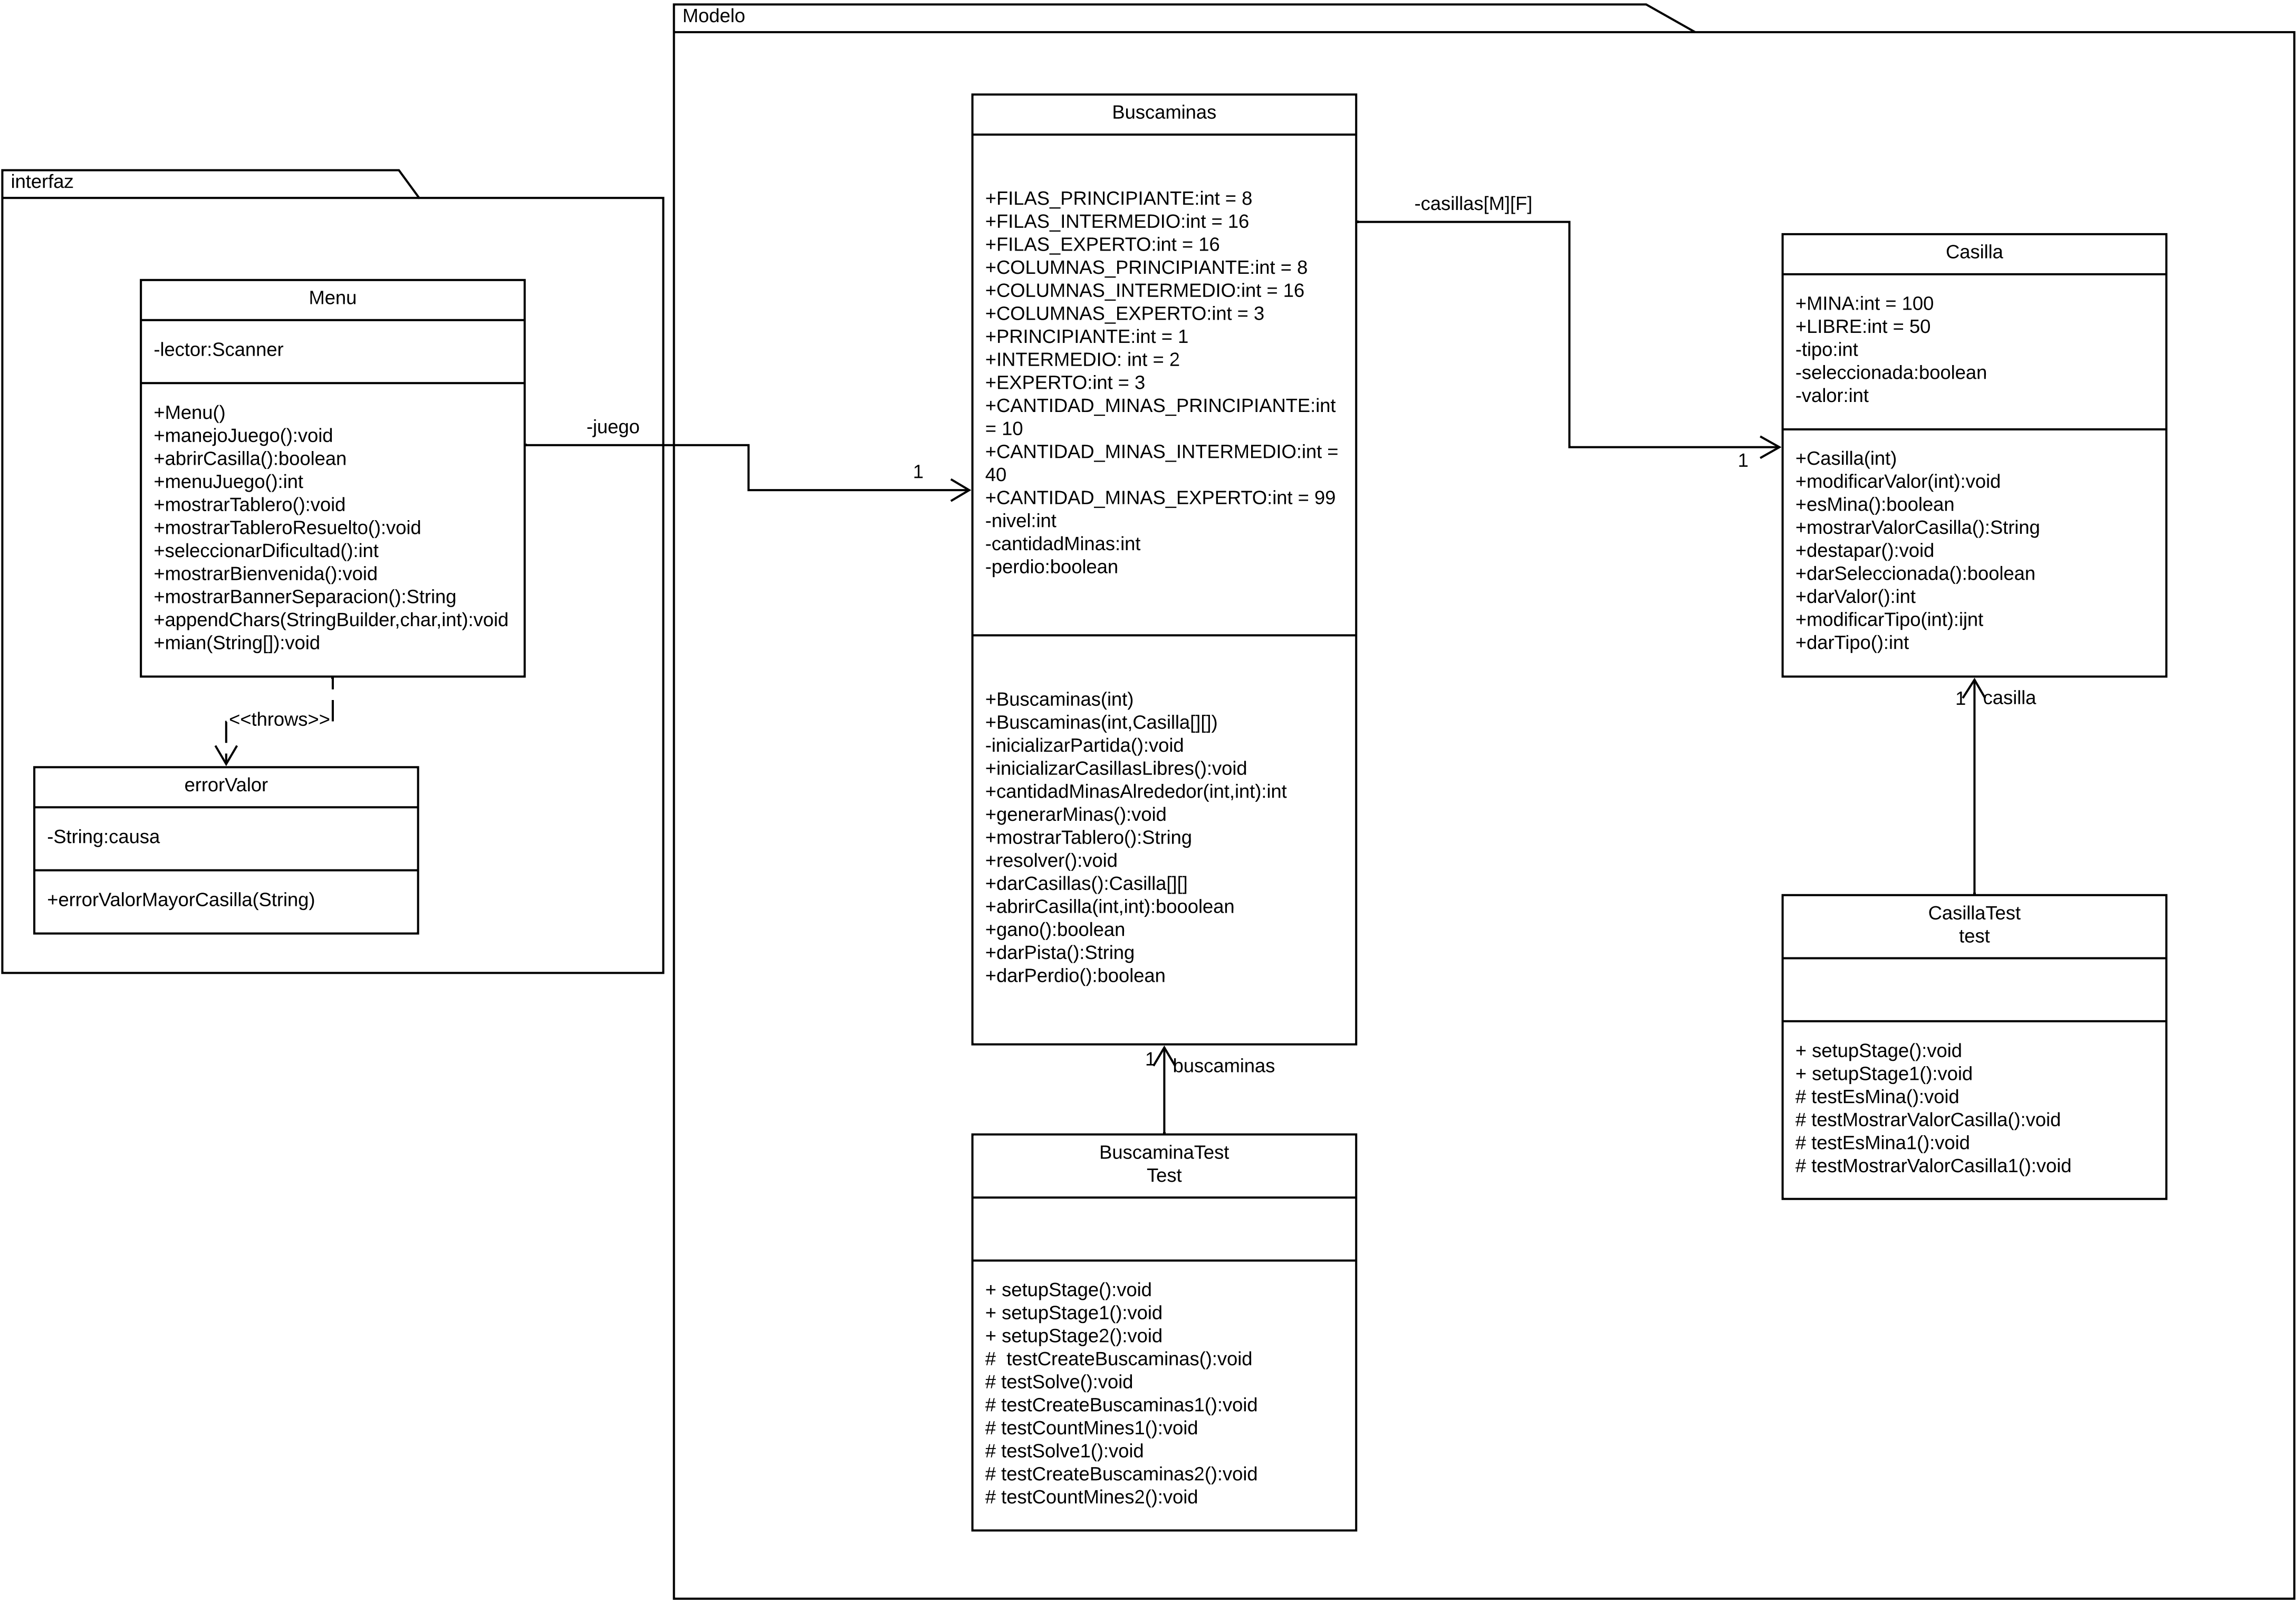 Modelo
interfaz
Menu
-lector:Scanner
+Menu()
+manejoJuego():void
+abrirCasilla():boolean
+menuJuego():int
+mostrarTablero():void
+mostrarTableroResuelto():void
+seleccionarDificultad():int
+mostrarBienvenida():void
+mostrarBannerSeparacion():String
+appendChars(StringBuilder,char,int):void
+mian(String[]):void
<<throws>>
errorValor
-String:causa
+errorValorMayorCasilla(String)
-juego
1
Buscaminas
+FILAS_PRINCIPIANTE:int = 8
+FILAS_INTERMEDIO:int = 16
+FILAS_EXPERTO:int = 16
+COLUMNAS_PRINCIPIANTE:int = 8
+COLUMNAS_INTERMEDIO:int = 16
+COLUMNAS_EXPERTO:int = 3
+PRINCIPIANTE:int = 1
+INTERMEDIO: int = 2
+EXPERTO:int = 3
+CANTIDAD_MINAS_PRINCIPIANTE:int
= 10
+CANTIDAD_MINAS_INTERMEDIO:int =
40
+CANTIDAD_MINAS_EXPERTO:int = 99
-nivel:int
-cantidadMinas:int
-perdio:boolean
+Buscaminas(int)
+Buscaminas(int,Casilla[][])
-inicializarPartida():void
+inicializarCasillasLibres():void
+cantidadMinasAlrededor(int,int):int
+generarMinas():void
+mostrarTablero():String
+resolver():void
+darCasillas():Casilla[][]
+abrirCasilla(int,int):booolean
+gano():boolean
+darPista():String
+darPerdio():boolean
1
buscaminas
BuscaminaTest
Test
+ setupStage():void
+ setupStage1():void
+ setupStage2():void
#  testCreateBuscaminas():void
# testSolve():void
# testCreateBuscaminas1():void
# testCountMines1():void
# testSolve1():void
# testCreateBuscaminas2():void
# testCountMines2():void
-casillas[M][F]
1
Casilla
+MINA:int = 100
+LIBRE:int = 50
-tipo:int
-seleccionada:boolean
-valor:int
+Casilla(int)
+modificarValor(int):void
+esMina():boolean
+mostrarValorCasilla():String
+destapar():void
+darSeleccionada():boolean
+darValor():int
+modificarTipo(int):ijnt
+darTipo():int
1
casilla
CasillaTest
test
+ setupStage():void
+ setupStage1():void
# testEsMina():void
# testMostrarValorCasilla():void
# testEsMina1():void
# testMostrarValorCasilla1():void